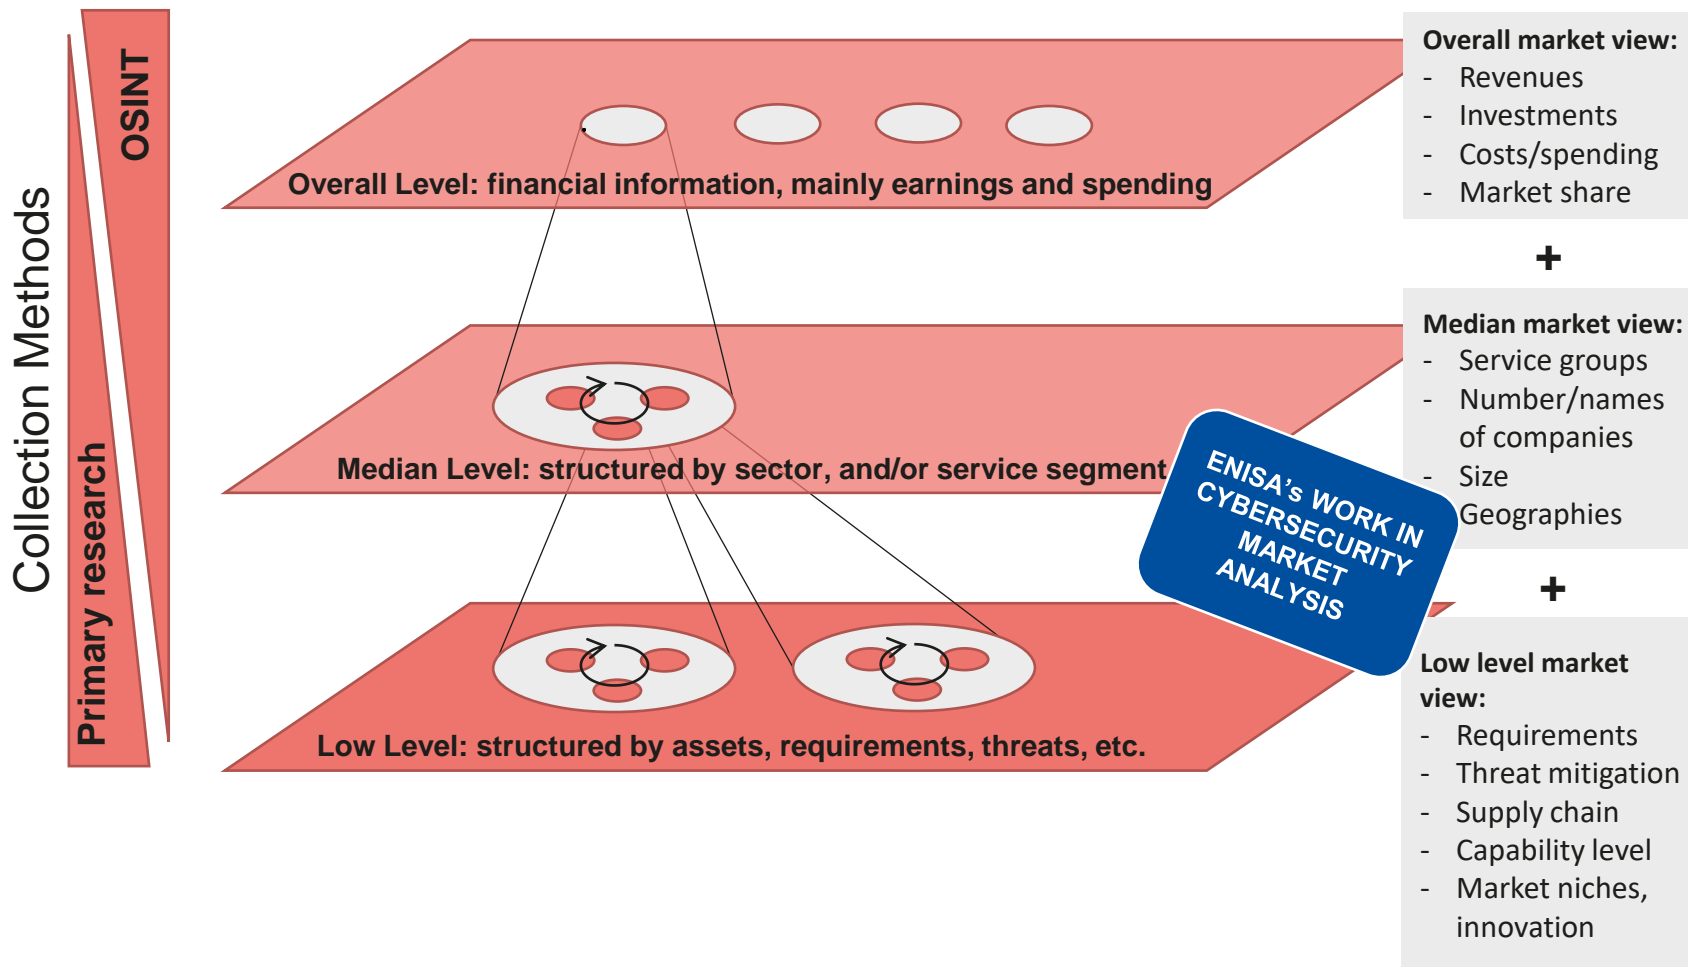 Collection Methods
OSINT
Primary research
Overall Level: financial information, mainly earnings and spending
Median Level: structured by sector, and/or service segment
Low Level: structured by assets, requirements, threats, etc.
ENISA's WORK IN
CYBERSECURITY
MARKET
ANALYSIS
Overall market view:
- Revenues
- Investments
- Costs/spending
- Market share
+
Median market view:
- Service groups
- Number/names
of companies
- Size
Geographies
+
Low level market
view:
- Requirements
- Threat mitigation
- Supply chain
- Capability level
- Market niches,
innovation